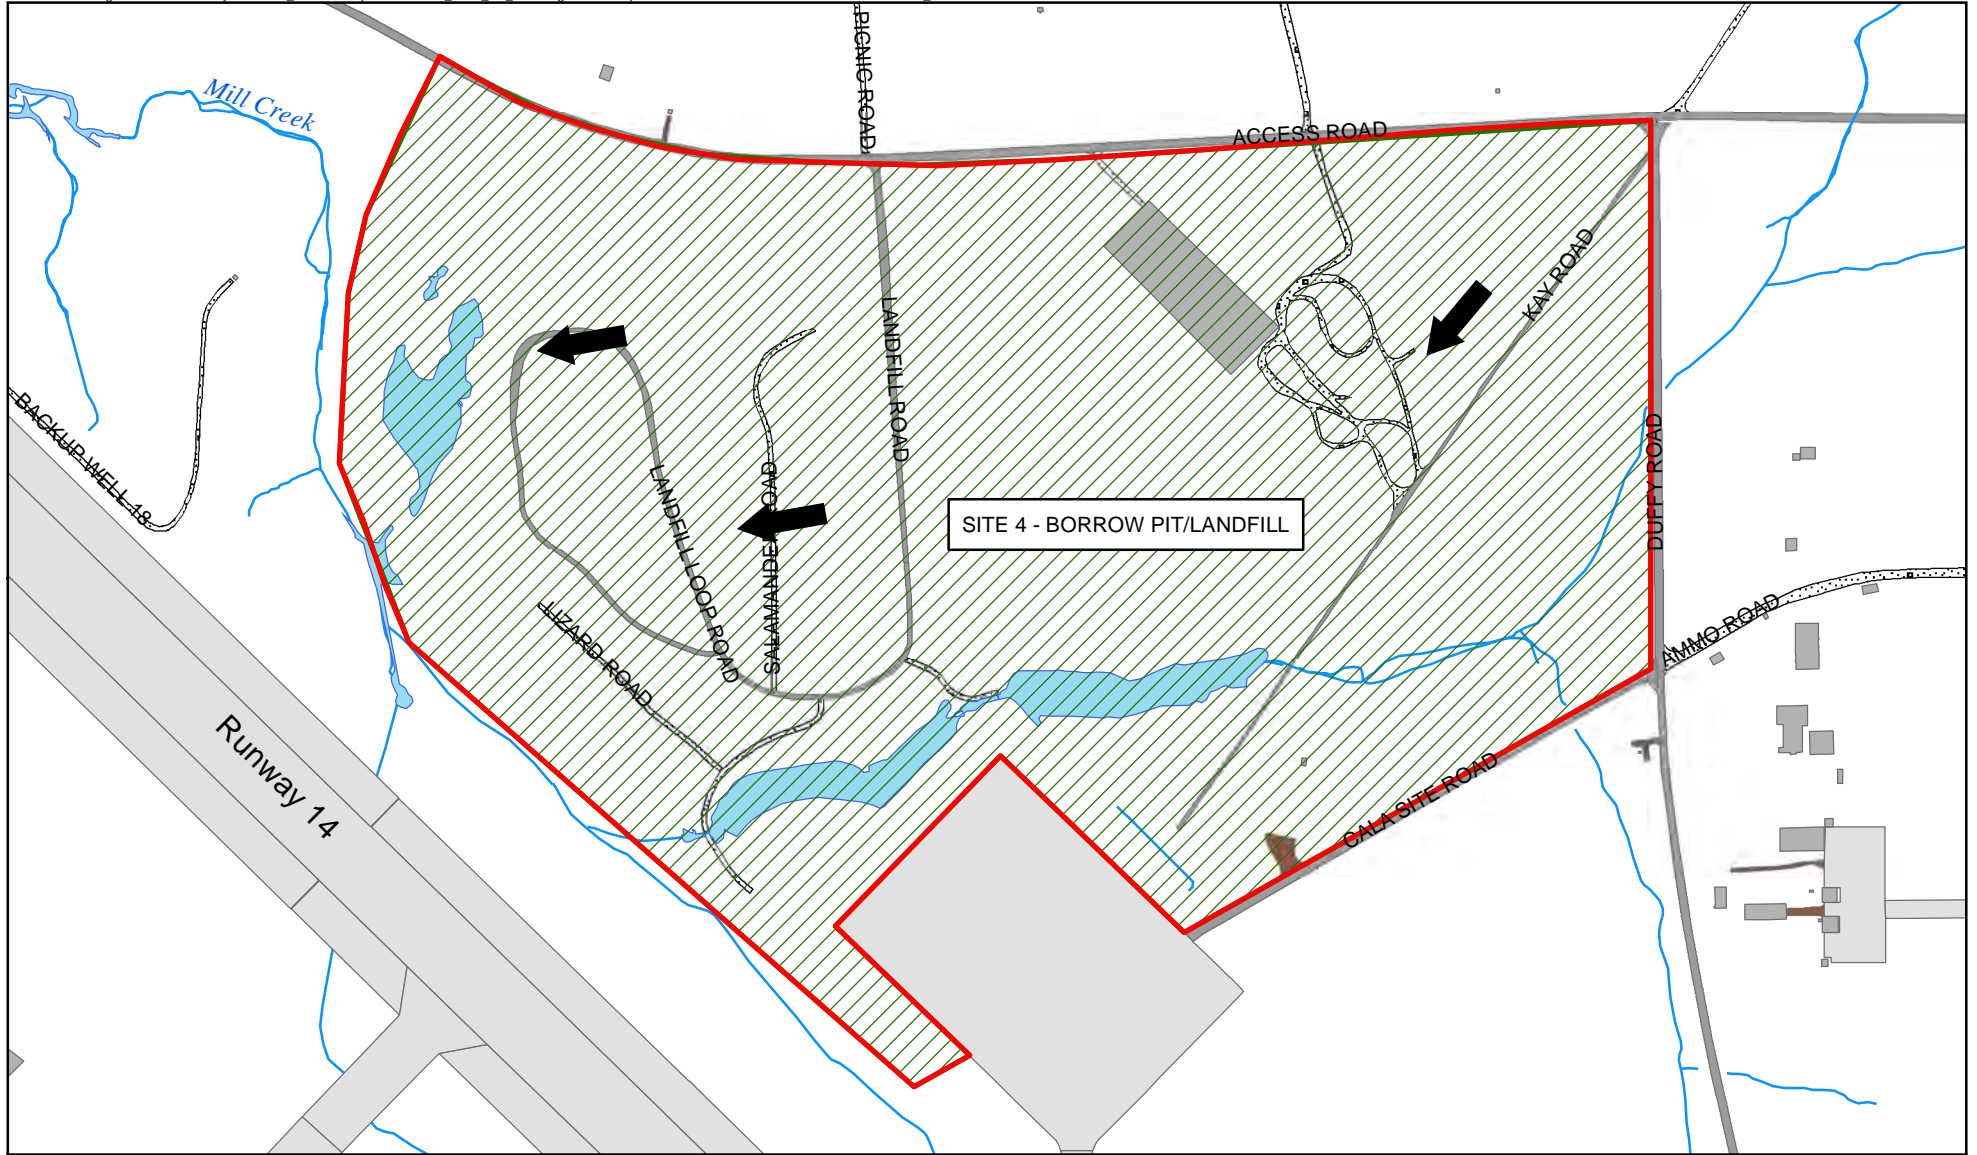 Mill Creek
PICNIC ROAD
ACCESS ROAD
KAY ROAD
LANDFILL ROAD
BACKUP WELL 18
LANDFILL LOOP ROAD
SALAMANDER ROAD
SITE 4 - BORROW PIT/LANDFILL
DUFFY ROAD
LIZARD ROAD
AMMO ROAD
Runway 14
CALA SITE ROAD